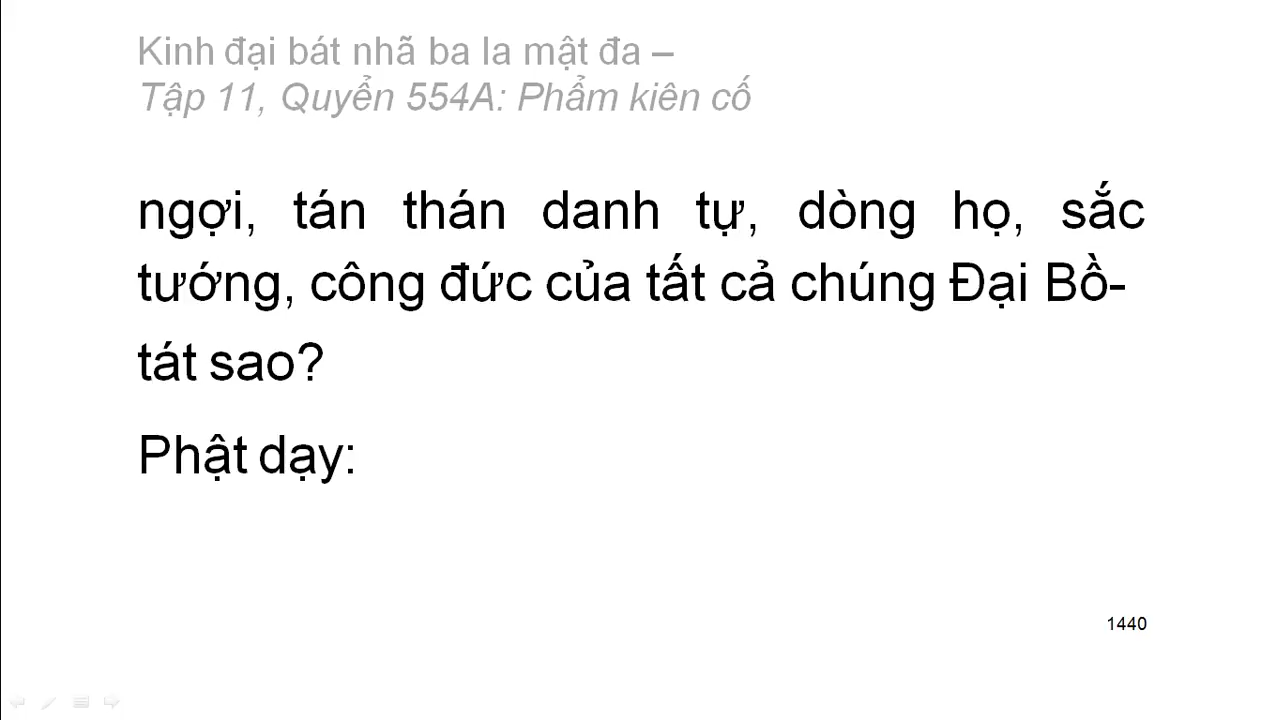 Kinh đại bát nhã ba la mật đa –
Tập 11, Quyển 554A: Phẩm kiên cố
ngợi, tán thán danh tự, dòng họ, sắc
tướng, công đức của tất cả chúng Đại Bồ-
tát sao?
Phật dạy:
1440